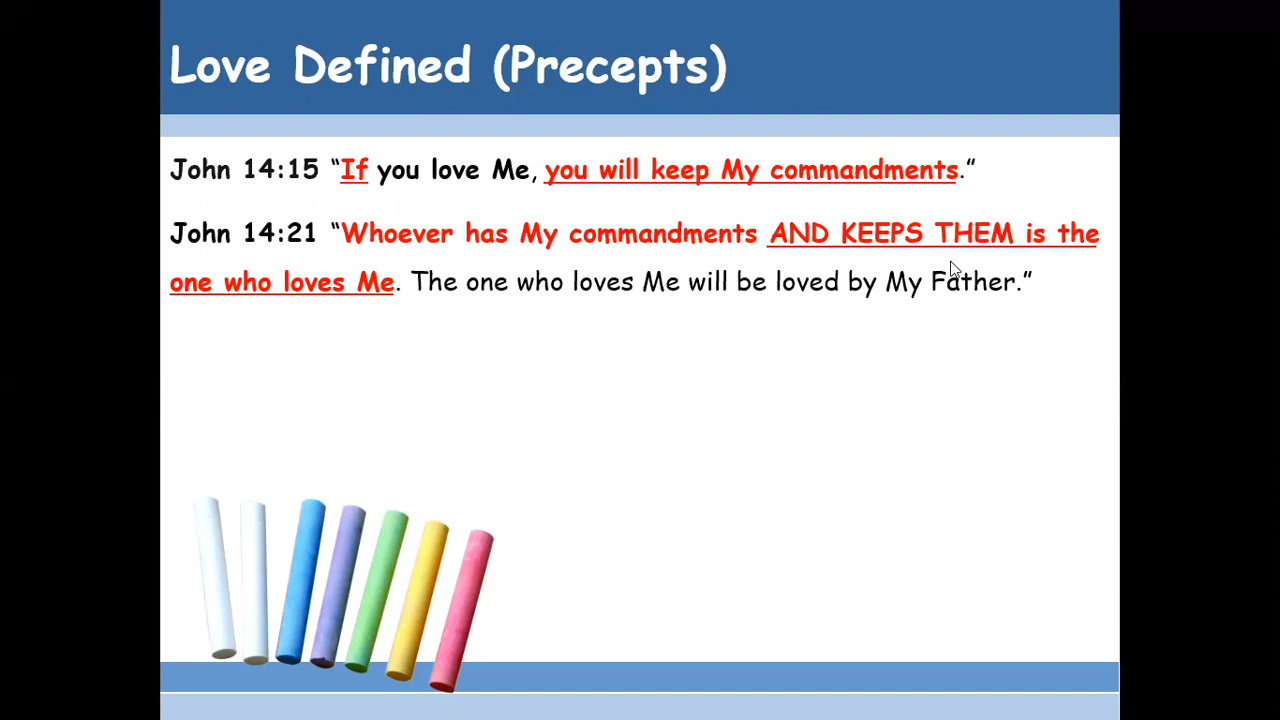 Love Defined (Precepts)
John 14:15 “If you love Me, you will keep My commandments.”
John 14:21 “Whoever has My commandments AND KEEPS THEM is the
one who loves Me. The one who loves Me will be loved by My Father.”